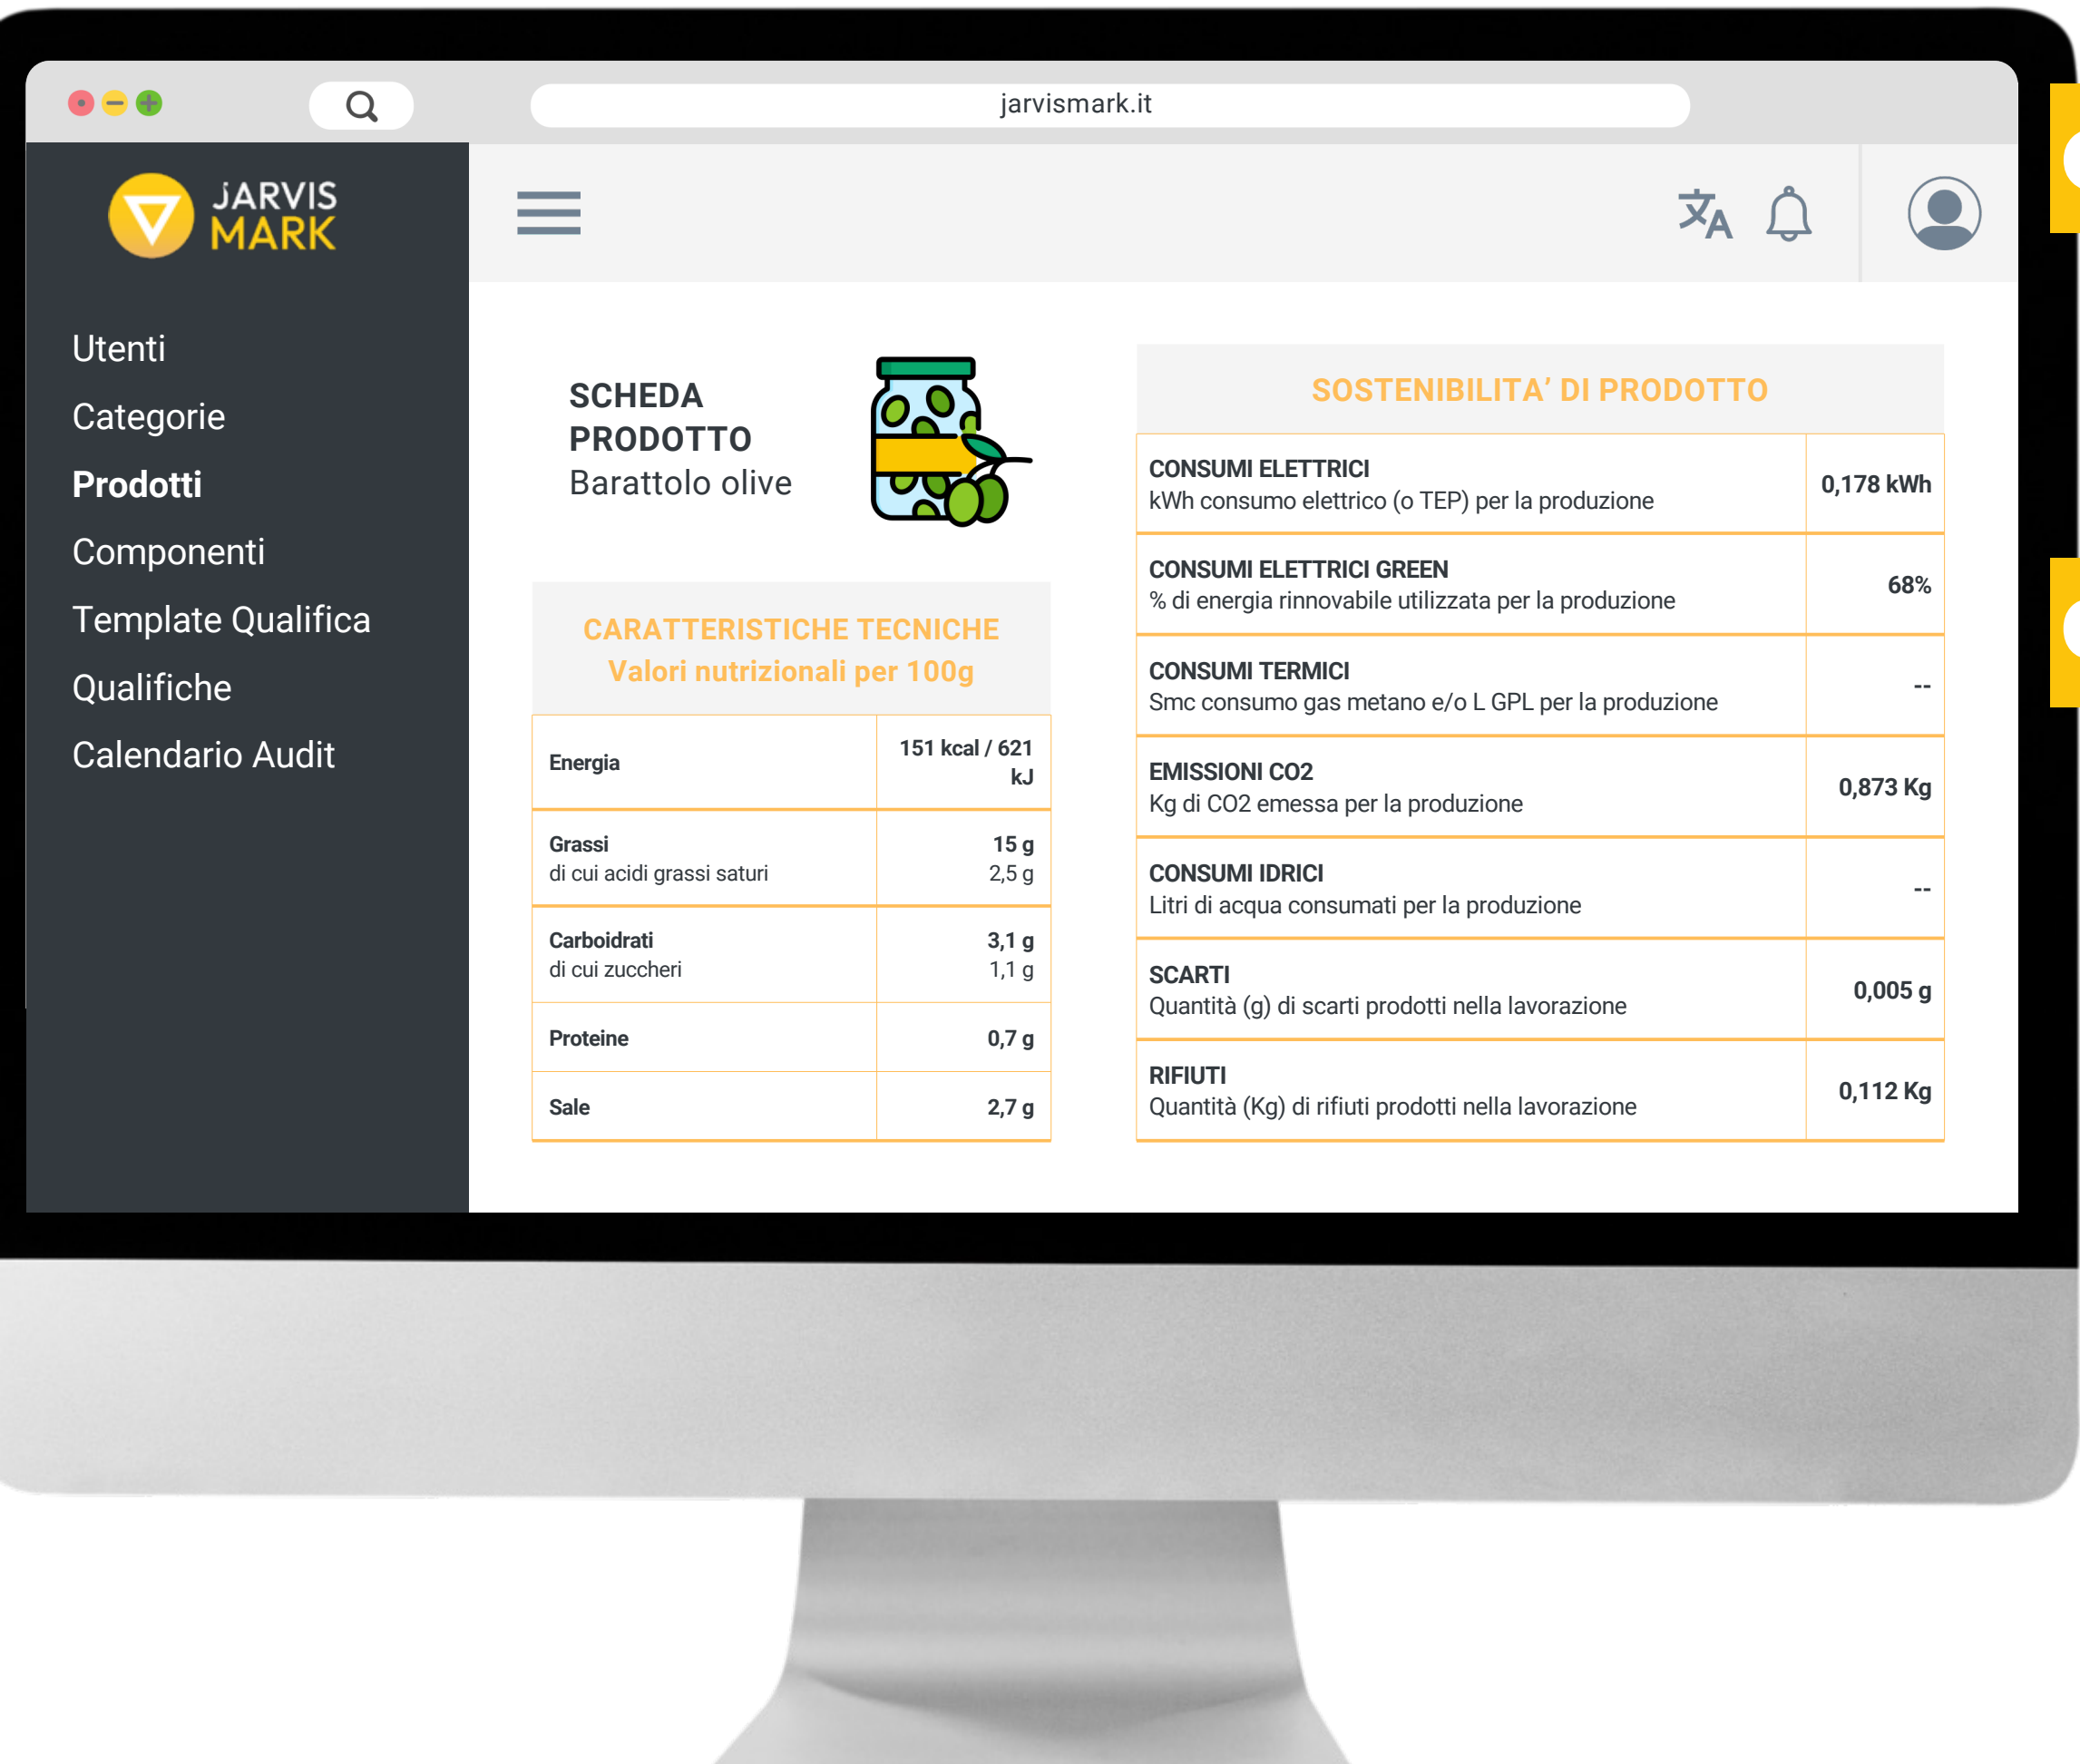 jarvismark.it
JARVIS
MARK
Utenti
Categorie
Prodotti
Componenti
Template Qualifica
Qualifiche
Calendario Audit
SCHEDA
PRODOTTO
Barattolo olive
CARATTERISTICHE TECNICHE
Valori nutrizionali per 100g
Energia 151 kcal / 621
kJ
Grassi 15 g
di cui acidi grassi saturi 2,5 g
Carboidrati 3,1 g
di cui zuccheri 1,1 g
Proteine 0,7 g
Sale 2,7 g
SOSTENIBILITA’ DI PRODOTTO
CONSUMI ELETTRICI
kWh consumo elettrico (o TEP) per la produzione
0,178 kWh
CONSUMI ELETTRICI GREEN
% di energia rinnovabile utilizzata per la produzione
68%
CONSUMI TERMICI
Smc consumo gas metano e/o L GPL per la produzione
--
EMISSIONI CO2
Kg di CO2 emessa per la produzione
0,873 Kg
CONSUMI IDRICI
Litri di acqua consumati per la produzione
--
SCARTI
Quantità (g) di scarti prodotti nella lavorazione
0,005 g
RIFIUTI
Quantità (Kg) di rifiuti prodotti nella lavorazione
0,112 Kg